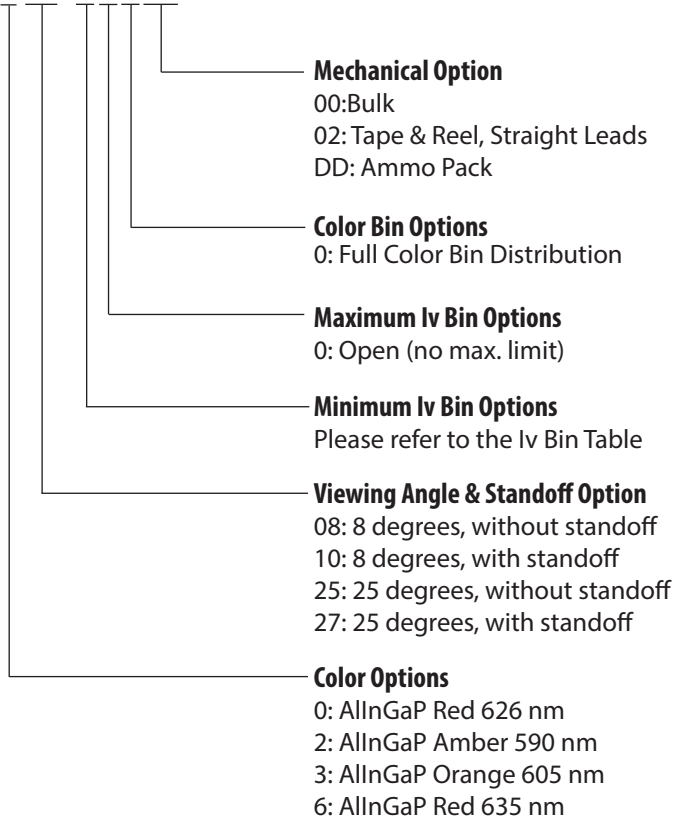 Mechanical Option
00:Bulk
02: Tape & Reel, Straight Leads
DD: Ammo Pack
Color Bin Options
0: Full Color Bin Distribution
Maximum Iv Bin Options
0: Open (no max. limit)
Minimum Iv Bin Options
Please refer to the Iv Bin Table
Viewing Angle & Standoff Option
08: 8 degrees, without standoff
10: 8 degrees, with standoff
25: 25 degrees, without standoff
27: 25 degrees, with standoff
Color Options
0: AlInGaP Red 626 nm
2: AlInGaP Amber 590 nm
3: AlInGaP Orange 605 nm
6: AlInGaP Red 635 nm